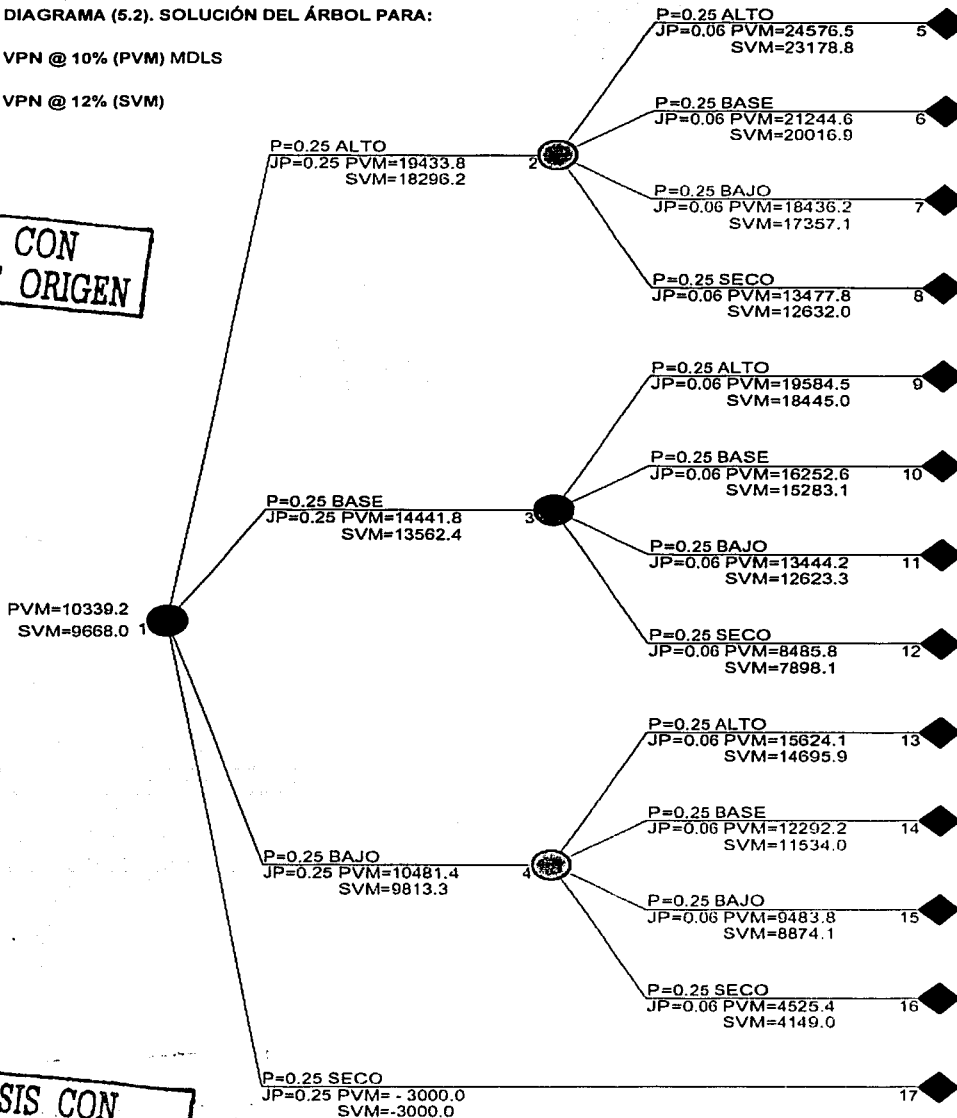 DIAGRAMA (5.2). SOLUCIÓN DEL ÁRBOL PARA:
VPN @ 10% (PVM) MDLS
VPN @ 12% (SVM)
CON
ORIGEN
P=0.25 ALTO
JP=0.25 PVM=19433.8
SVM=18296.2
2
P=0.25 ALTO
JP=0.06 PVM=24576.5
SVM=23178.8
5
P=0.25 BASE
JP=0.06 PVM=21244.6
SVM=20016.9
6
P=0.25 BAJO
JP=0.06 PVM=18436.2
SVM=17357.1
7
P=0.25 SECO
JP=0.06 PVM=13477.8
SVM=12632.0
8
P=0.25 BASE
JP=0.25 PVM=14441.8
SVM=13562.4
3
P=0.25 ALTO
JP=0.06 PVM=19584.5
SVM=18445.0
9
P=0.25 BASE
JP=0.06 PVM=16252.6
SVM=15283.1
10
P=0.25 BAJO
JP=0.06 PVM=13444.2
SVM=12623.3
11
P=0.25 SECO
JP=0.06 PVM=8485.8
SVM=7898.1
12
PVM=10339.2
SVM=9668.0 1
P=0.25 BAJO
JP=0.25 PVM=10481.4
SVM=9813.3
4
P=0.25 ALTO
JP=0.06 PVM=15624.1
SVM=14695.9
13
P=0.25 BASE
JP=0.06 PVM=12292.2
SVM=11534.0
14
P=0.25 BAJO
JP=0.06 PVM=9483.8
SVM=8874.1
15
P=0.25 SECO
JP=0.06 PVM=4525.4
SVM=4149.0
16
P=0.25 SECO
JP=0.25 PVM= - 3000.0
SVM=-3000.0
17
SIS CON